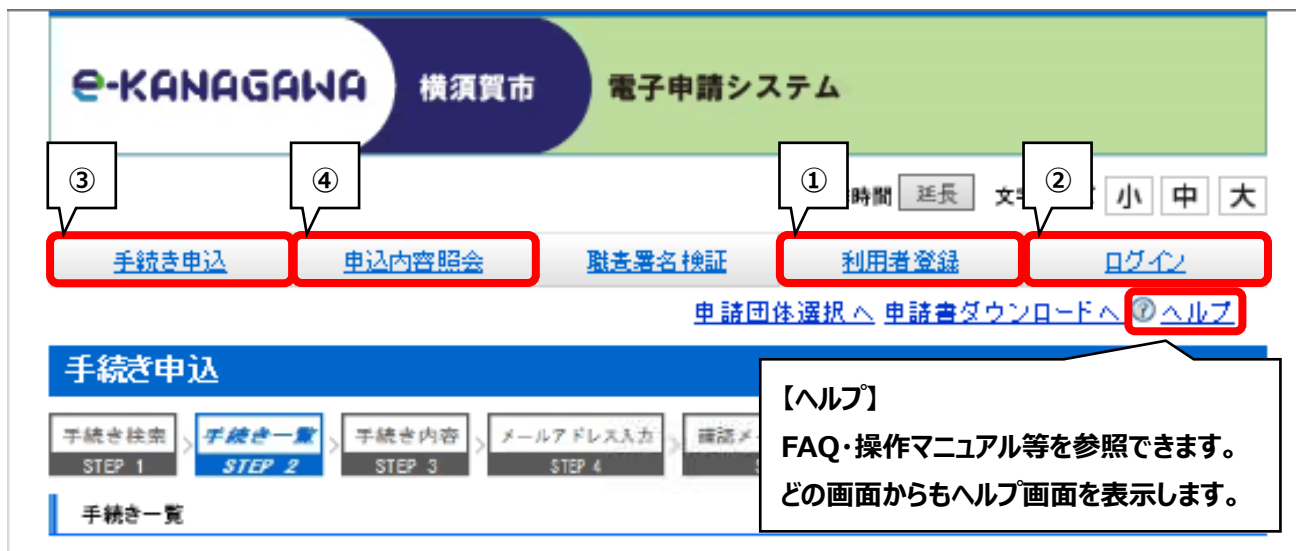 e-KANAGAWA 横須賀市 電子申請システム
③ ④ ① ②
時間 延長 小 中 大
手続き申込 申込内容照会 職責署名検証 利用者登録 ログイン
申請団体選択へ 申請書ダウンロードへ ヘルプ
手続き申込
手続き検索 > 手続き一覧 > 手続き内容 > メールアドレス入力 >
STEP 1 STEP 2 STEP 3 STEP 4
手続き一覧
【ヘルプ】
FAQ・操作マニュアル等を参照できます。
どの画面からもヘルプ画面を表示します。